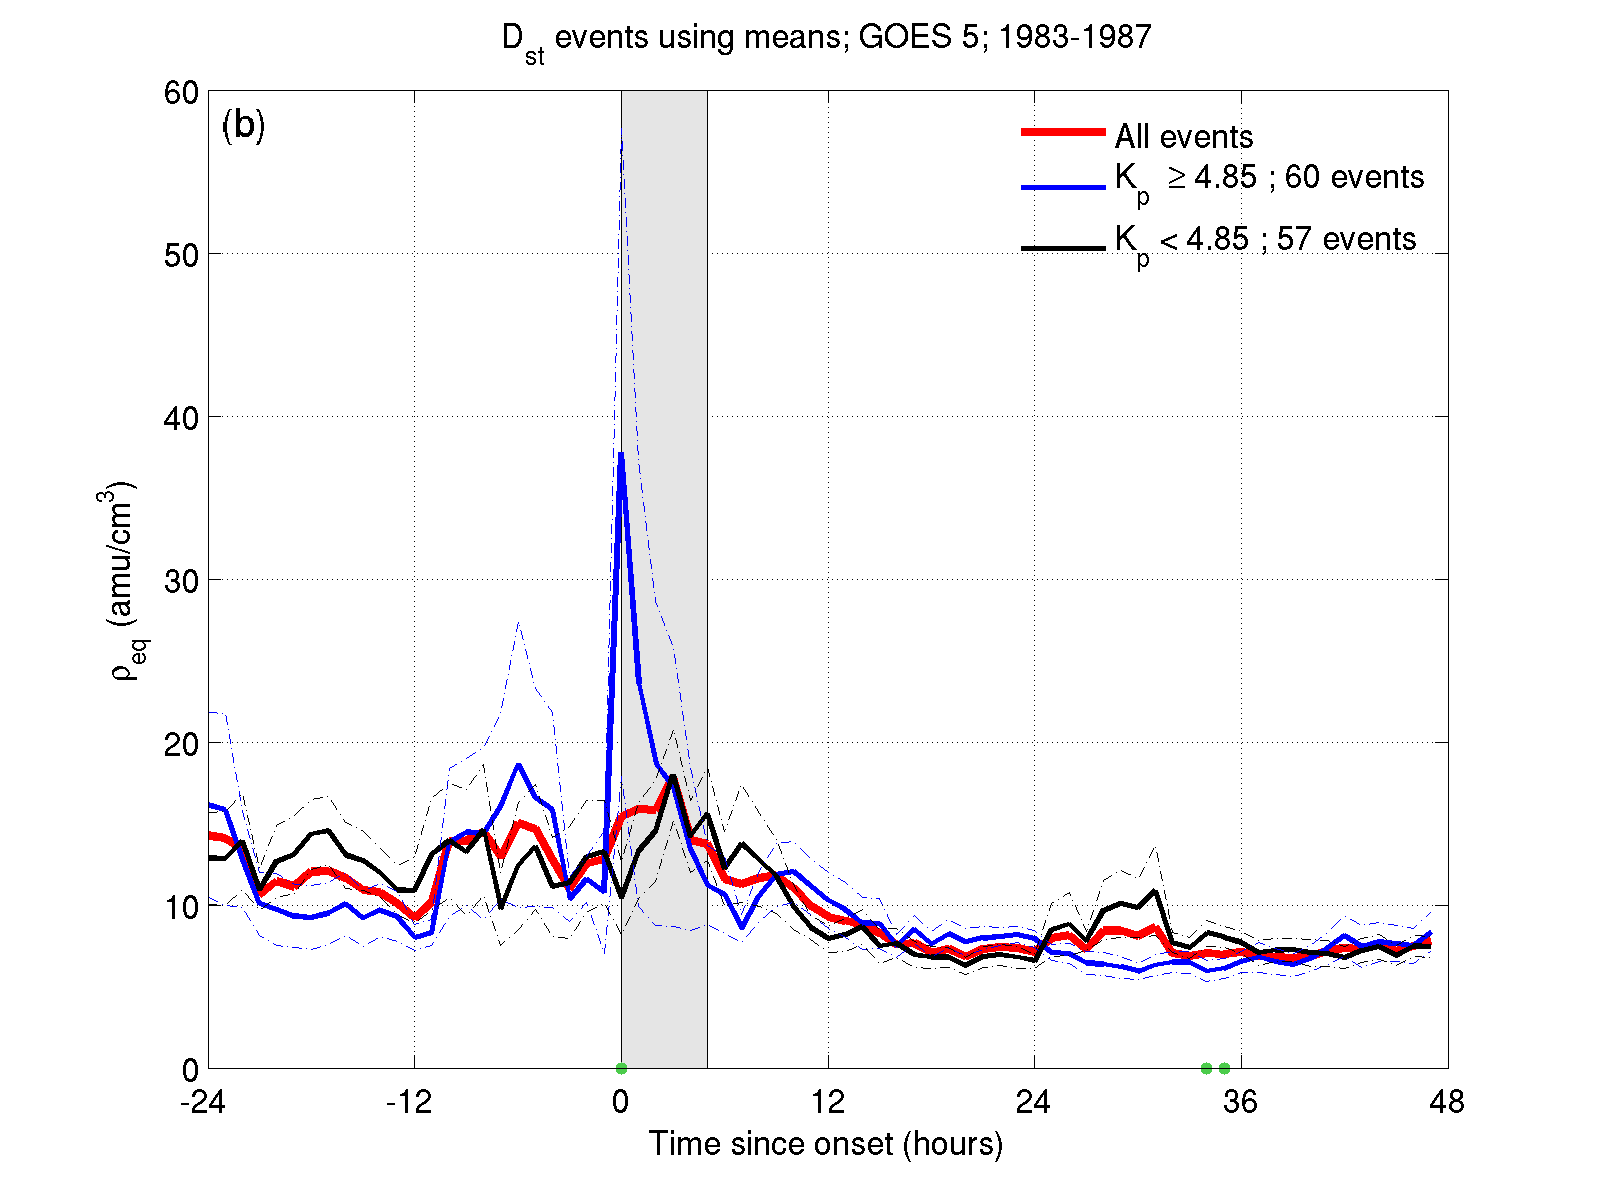 D_st events using means; GOES 5; 1983-1987
(b)
All events
K_p ≥ 4.85 ; 60 events
K_p < 4.85 ; 57 events
60
50
40
30
20
10
0
ρ_eq (amu/cm³)
-24 -12 0 12 24 36 48
Time since onset (hours)